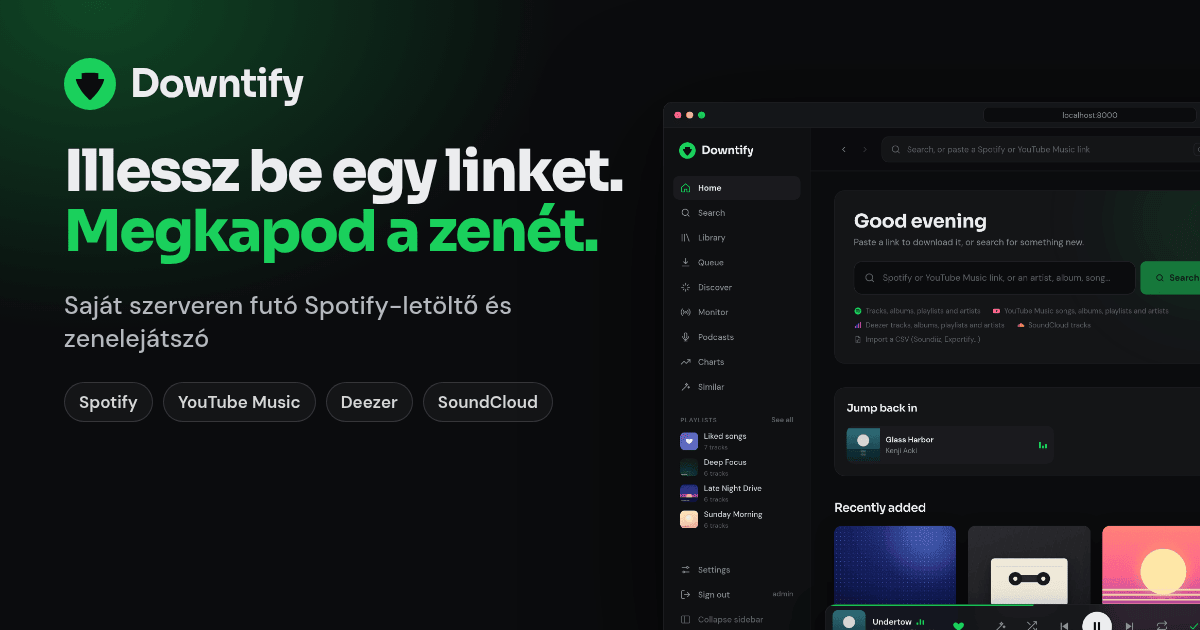 Downtify
Illessz be egy linket.
Megkapod a zenét.
Saját szerveren futó Spotify-letöltő és
zenelejátszó
Spotify
YouTube Music
Deezer
SoundCloud
localhost:8000
Downtify
Search, or paste a Spotify or YouTube Music link
Home
Search
Library
Queue
Discover
Monitor
Podcasts
Charts
Similar
PLAYLISTS
See all
Liked songs
7 tracks
Deep Focus
6 tracks
Late Night Drive
6 tracks
Sunday Morning
6 tracks
Settings
Sign out
admin
Collapse sidebar
Good evening
Paste a link to download it, or search for something new.
Spotify or YouTube Music link, or an artist, album, song...
Search
Tracks, albums, playlists and artists
YouTube Music songs, albums, playlists and artists
Deezer tracks, albums, playlists and artists
SoundCloud tracks
Import a CSV (Soundiiz, Exportify, )
Jump back in
Glass Harbor
Kenji Aoki
Recently added
Undertow